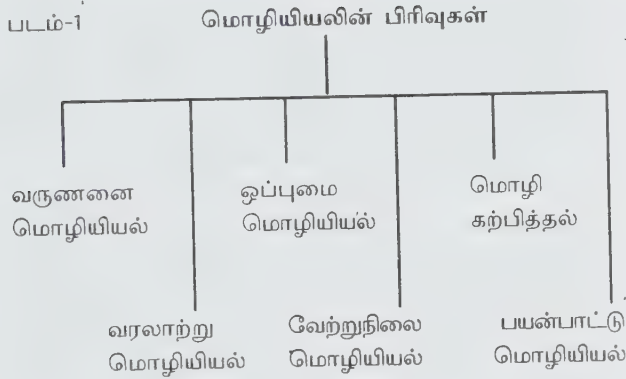 படம்-1
மொழியியலின் பிரிவுகள்
வருணனை
மொழியியல்
ஒப்புமை
மொழியியல்
மொழி
கற்பித்தல்
வரலாற்று
மொழியியல்
வேற்றுநிலை
மொழியியல்
பயன்பாட்டு
மொழியியல்